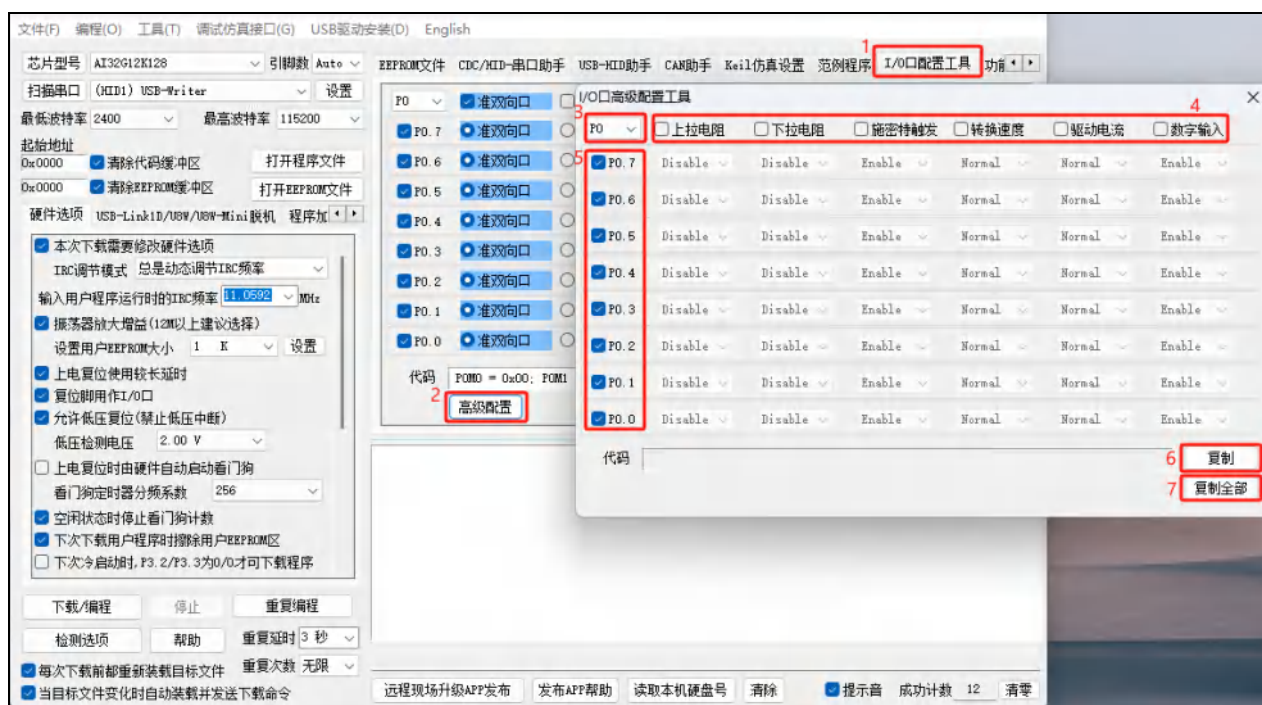 文件(F) 编程(O) 工具(T) 调试仿真接口(G) USB驱动安装(D) English
芯片型号 AI32G12K128 引脚数 Auto
扫描串口 (HID1) USB-Writer 设置
最低波特率 2400 最高波特率 115200
起始地址
0x0000 清除代码缓冲区 打开程序文件
0x0000 清除EEPROM缓冲区 打开EEPROM文件
硬件选项 USB-Link1D/U8W/U8W-Mini脱机 程序加
本次下载需要修改硬件选项
IRC调节模式 总是动态调节IRC频率
输入用户程序运行时的IRC频率 11.0592 MHz
振荡器放大增益(12M以上建议选择)
设置用户EEPROM大小 1 K 设置
上电复位使用较长延时
复位脚用作I/O口
允许低压复位(禁止低压中断)
低压检测电压 2.00 V
上电复位时由硬件自动启动看门狗
看门狗定时器分频系数 256
空闲状态时停止看门狗计数
下次下载用户程序时擦除用户EEPROM区
下次冷启动时,P3.2/P3.3为0/0才可下载程序
下载/编程 停止 重复编程
检测选项 帮助 重复延时 3 秒
每次下载前都重新装载目标文件 重复次数 无限
当目标文件变化时自动装载并发送下载命令
1
EEPROM文件 CDC/HID-串口助手 USB-HID助手 CAN助手 Keil仿真设置 范例程序 I/O口配置工具 功能
P0 准双向口
P0.7 准双向口
P0.6 准双向口
P0.5 准双向口
P0.4 准双向口
P0.3 准双向口
P0.2 准双向口
P0.1 准双向口
P0.0 准双向口
代码 P0M0 = 0x00; P0M1
2 高级配置
I/O口高级配置工具
3 4
P0 上拉电阻 下拉电阻 施密特触发 转换速度 驱动电流 数字输入
5 P0.7 Disable Disable Enable Normal Normal Enable
P0.6 Disable Disable Enable Normal Normal Enable
P0.5 Disable Disable Enable Normal Normal Enable
P0.4 Disable Disable Enable Normal Normal Enable
P0.3 Disable Disable Enable Normal Normal Enable
P0.2 Disable Disable Enable Normal Normal Enable
P0.1 Disable Disable Enable Normal Normal Enable
P0.0 Disable Disable Enable Normal Normal Enable
代码 6 复制
7 复制全部
远程现场升级APP发布 发布APP帮助 读取本机硬盘号 清除 提示音 成功计数 12 清零